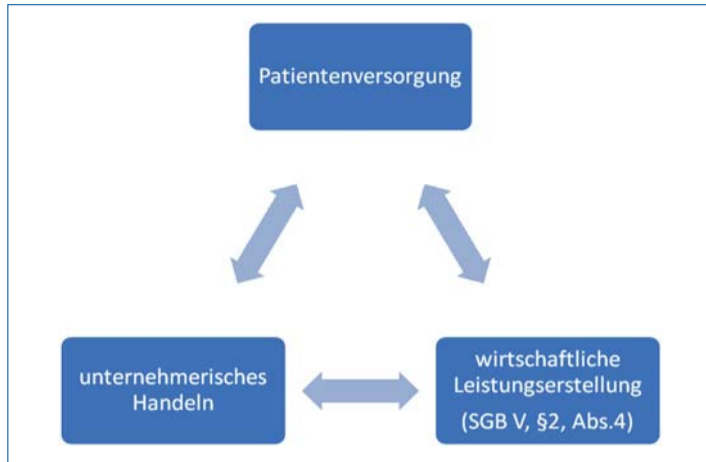 Patientenversorgung
unternehmerisches
Handeln
wirtschaftliche
Leistungserstellung
(SGB V, §2, Abs.4)